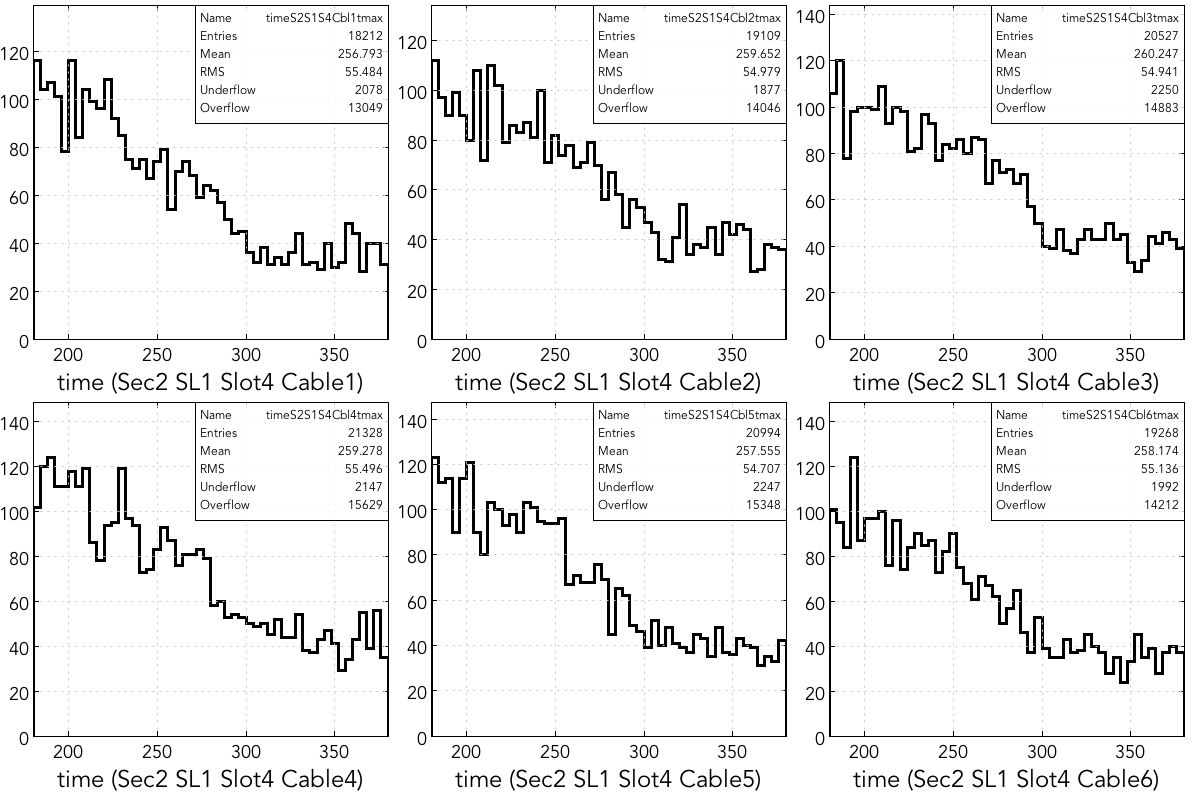 Name timeS2S1S4Cbl1tmax
Entries 18212
Mean 256.793
RMS 55.484
Underflow 2078
Overflow 13049
120
100
80
60
40
20
0
200 250 300 350
time (Sec2 SL1 Slot4 Cable1)
Name timeS2S1S4Cbl2tmax
Entries 19109
Mean 259.652
RMS 54.979
Underflow 1877
Overflow 14046
120
100
80
60
40
20
0
200 250 300 350
time (Sec2 SL1 Slot4 Cable2)
Name timeS2S1S4Cbl3tmax
Entries 20527
Mean 260.247
RMS 54.941
Underflow 2250
Overflow 14883
140
120
100
80
60
40
20
0
200 250 300 350
time (Sec2 SL1 Slot4 Cable3)
Name timeS2S1S4Cbl4tmax
Entries 21328
Mean 259.278
RMS 55.496
Underflow 2147
Overflow 15629
140
120
100
80
60
40
20
0
200 250 300 350
time (Sec2 SL1 Slot4 Cable4)
Name timeS2S1S4Cbl5tmax
Entries 20994
Mean 257.555
RMS 54.707
Underflow 2247
Overflow 15348
140
120
100
80
60
40
20
0
200 250 300 350
time (Sec2 SL1 Slot4 Cable5)
Name timeS2S1S4Cbl6tmax
Entries 19268
Mean 258.174
RMS 55.136
Underflow 1992
Overflow 14212
140
120
100
80
60
40
20
0
200 250 300 350
time (Sec2 SL1 Slot4 Cable6)